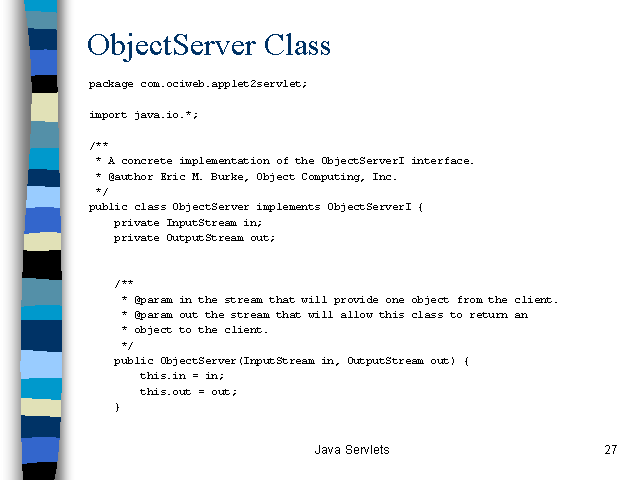 ObjectServer Class
package com.ociweb.applet2servlet;
import java.io.*;
/**
 * A concrete implementation of the ObjectServerI interface.
 * @author Eric M. Burke, Object Computing, Inc.
 */
public class ObjectServer implements ObjectServerI {
    private InputStream in;
    private OutputStream out;
    /**
     * @param in the stream that will provide one object from the client.
     * @param out the stream that will allow this class to return an
     * object to the client.
     */
    public ObjectServer(InputStream in, OutputStream out) {
        this.in = in;
        this.out = out;
    }
Java Servlets
27